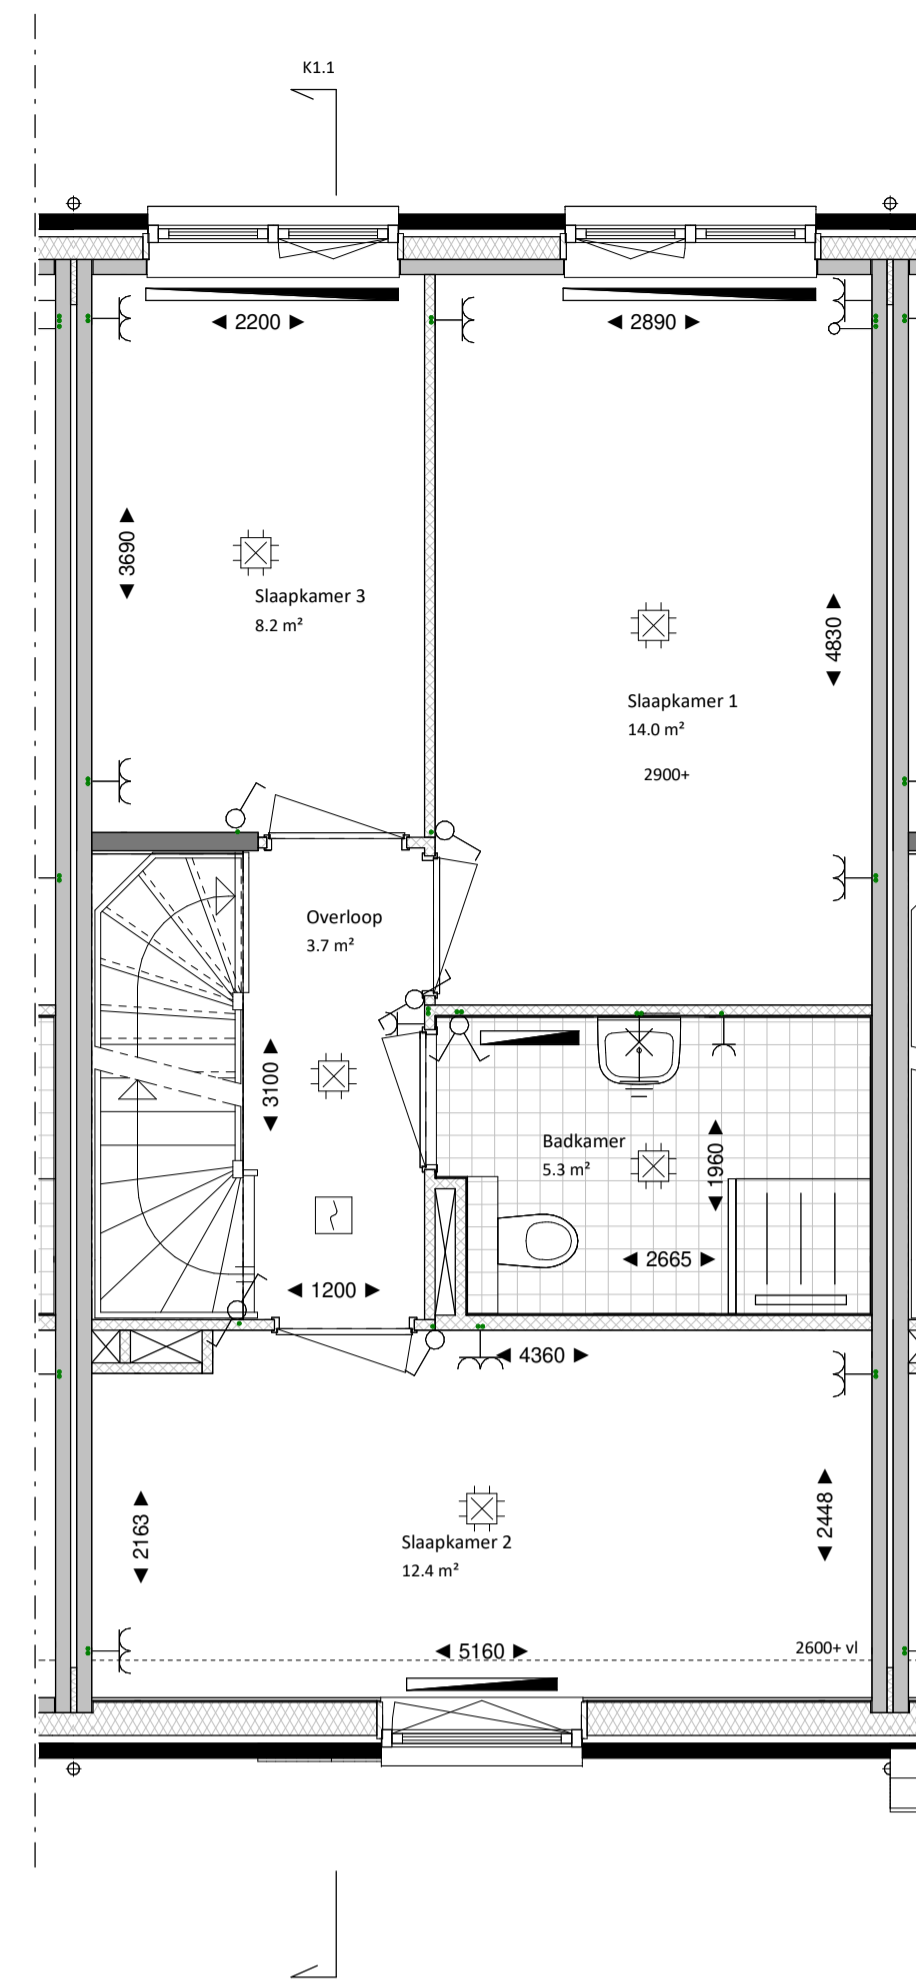 K1.1
2200
2890
3690
Slaapkamer 3
8.2 m²
4830
Slaapkamer 1
14.0 m²
2900+
Overloop
3.7 m²
3100
Badkamer
5.3 m²
1960
2665
1200
4360
2163
2448
Slaapkamer 2
12.4 m²
5160
2600+ vl